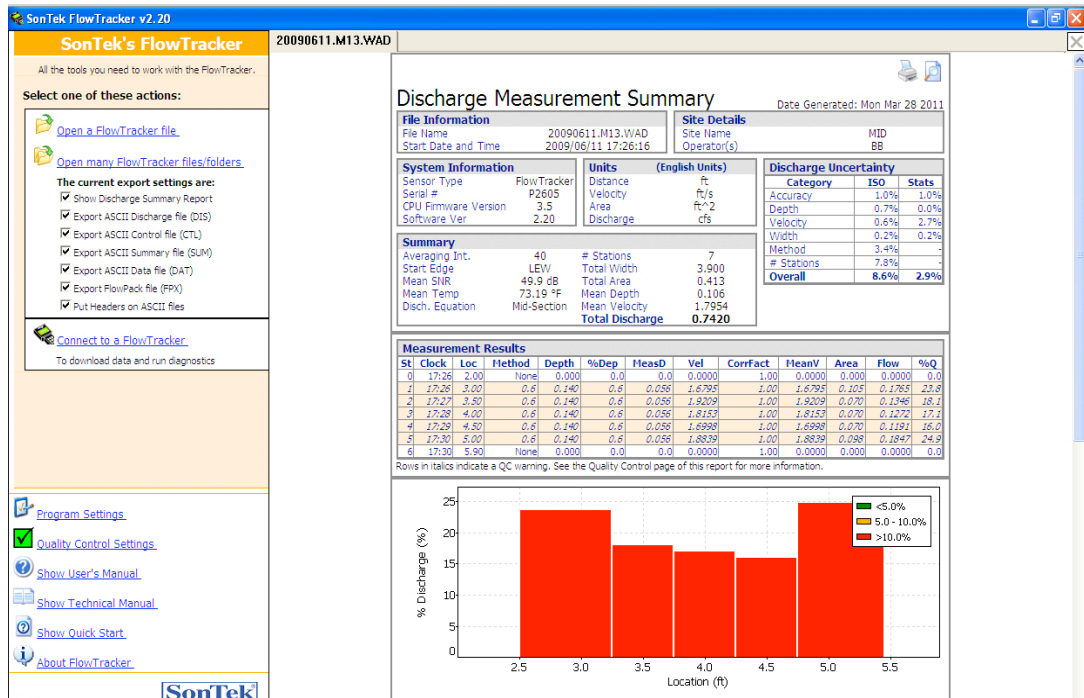 SonTek FlowTracker v2.20
SonTek's FlowTracker
All the tools you need to work with the FlowTracker.
Select one of these actions:
Open a FlowTracker file
Open many FlowTracker files/folders
The current export settings are:
Show Discharge Summary Report
Export ASCII Discharge file (DIS)
Export ASCII Control file (CTL)
Export ASCII Summary file (SUM)
Export ASCII Data file (DAT)
Export FlowPack file (FPX)
Put Headers on ASCII files
Connect to a FlowTracker
To download data and run diagnostics
Program Settings
Quality Control Settings
Show User's Manual
Show Technical Manual
Show Quick Start
About FlowTracker
SonTek
20090611.M13.WAD
Discharge Measurement Summary
Date Generated: Mon Mar 28 2011
File Information
File Name 20090611.M13.WAD
Start Date and Time 2009/06/11 17:26:16
Site Details
Site Name MID
Operator(s) BB
System Information
Sensor Type FlowTracker
Serial # P2605
CPU Firmware Version 3.5
Software Ver 2.20
Units (English Units)
Distance ft
Velocity ft/s
Area ft^2
Discharge cfs
Discharge Uncertainty
Category ISO Stats
Accuracy 1.0% 1.0%
Depth 0.7% 0.0%
Velocity 0.6% 2.7%
Width 0.2% 0.2%
Method 3.4% -
# Stations 7.8% -
Overall 8.6% 2.9%
Summary
Averaging Int. 40 # Stations 7
Start Edge LEW Total Width 3.900
Mean SNR 49.9 dB Total Area 0.413
Mean Temp 73.19 °F Mean Depth 0.106
Disch. Equation Mid-Section Mean Velocity 1.7954
Total Discharge 0.7420
Measurement Results
St Clock Loc Method Depth %Dep MeasD Vel CorrFact MeanV Area Flow %Q
0 17:26 2.00 None 0.000 0.0 0.0 0.0000 1.00 0.0000 0.000 0.0000 0.0
1 17:26 3.00 0.6 0.140 0.6 0.056 1.6795 1.00 1.6795 0.105 0.1765 23.8
2 17:27 3.50 0.6 0.140 0.6 0.056 1.9209 1.00 1.9209 0.070 0.1346 18.1
3 17:28 4.00 0.6 0.140 0.6 0.056 1.8153 1.00 1.8153 0.070 0.1272 17.1
4 17:29 4.50 0.6 0.140 0.6 0.056 1.6998 1.00 1.6998 0.070 0.1191 16.0
5 17:30 5.00 0.6 0.140 0.6 0.056 1.8839 1.00 1.8839 0.098 0.1847 24.9
6 17:30 5.90 None 0.000 0.0 0.0 0.0000 1.00 0.0000 0.000 0.0000 0.0
Rows in italics indicate a QC warning. See the Quality Control page of this report for more information.
% Discharge (%)
25
20
15
10
5
0
<5.0%
5.0 - 10.0%
>10.0%
2.5 3.0 3.5 4.0 4.5 5.0 5.5
Location (ft)